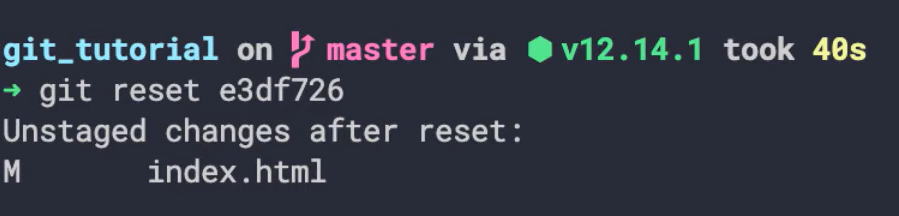 git_tutorial on master via v12.14.1 took 40s
→ git reset e3df726
Unstaged changes after reset:
M index.html